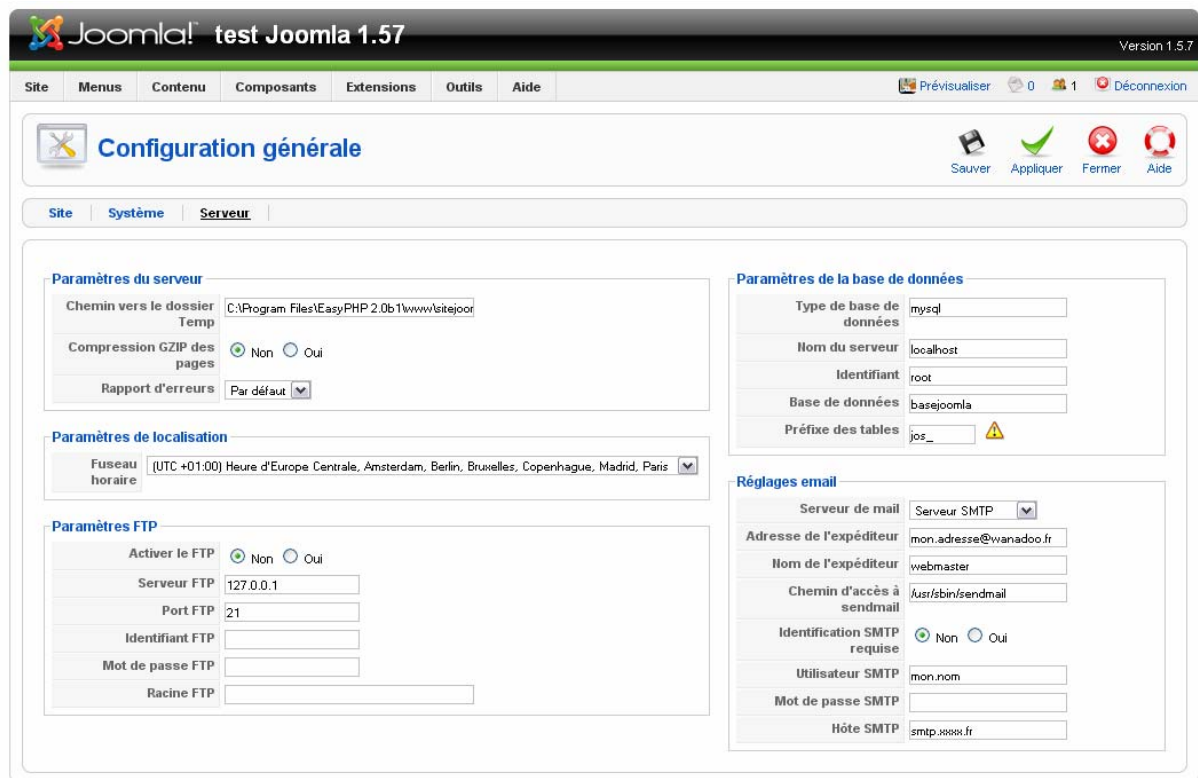 Joomla! test Joomla 1.57
Version 1.5.7
Site Menus Contenu Composants Extensions Outils Aide Prévisualiser 0 1 Déconnexion
Configuration générale
Sauver Appliquer Fermer Aide
Site Système Serveur
Paramètres du serveur
Chemin vers le dossier
Temp
C:\Program Files\EasyPHP 2.0b1\www\sitejoor
Compression GZIP des
pages
Non Oui
Rapport d'erreurs Par défaut
Paramètres de localisation
Fuseau
horaire
(UTC +01:00) Heure d'Europe Centrale, Amsterdam, Berlin, Bruxelles, Copenhague, Madrid, Paris
Paramètres FTP
Activer le FTP Non Oui
Serveur FTP 127.0.0.1
Port FTP 21
Identifiant FTP
Mot de passe FTP
Racine FTP
Paramètres de la base de données
Type de base de
données
mysql
Nom du serveur localhost
Identifiant root
Base de données basejoomla
Préfixe des tables jos_
Réglages email
Serveur de mail Serveur SMTP
Adresse de l'expéditeur mon.adresse@wanadoo.fr
Nom de l'expéditeur webmaster
Chemin d'accès à
sendmail
/usr/sbin/sendmail
Identification SMTP
requise
Non Oui
Utilisateur SMTP mon.nom
Mot de passe SMTP
Hôte SMTP smtp.xxxx.fr